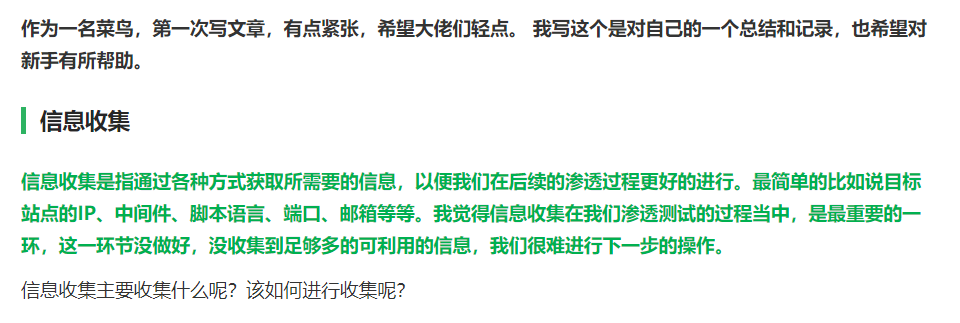 作为一名菜鸟，第一次写文章，有点紧张，希望大佬们轻点。 我写这个是对自己的一个总结和记录，也希望对
新手有所帮助。
信息收集
信息收集是指通过各种方式获取所需要的信息，以便我们在后续的渗透过程更好的进行。最简单的比如说目标
站点的IP、中间件、脚本语言、端口、邮箱等等。我觉得信息收集在我们渗透测试的过程当中，是最重要的一
环，这一环节没做好，没收集到足够多的可利用的信息，我们很难进行下一步的操作。
信息收集主要收集什么呢？该如何进行收集呢？